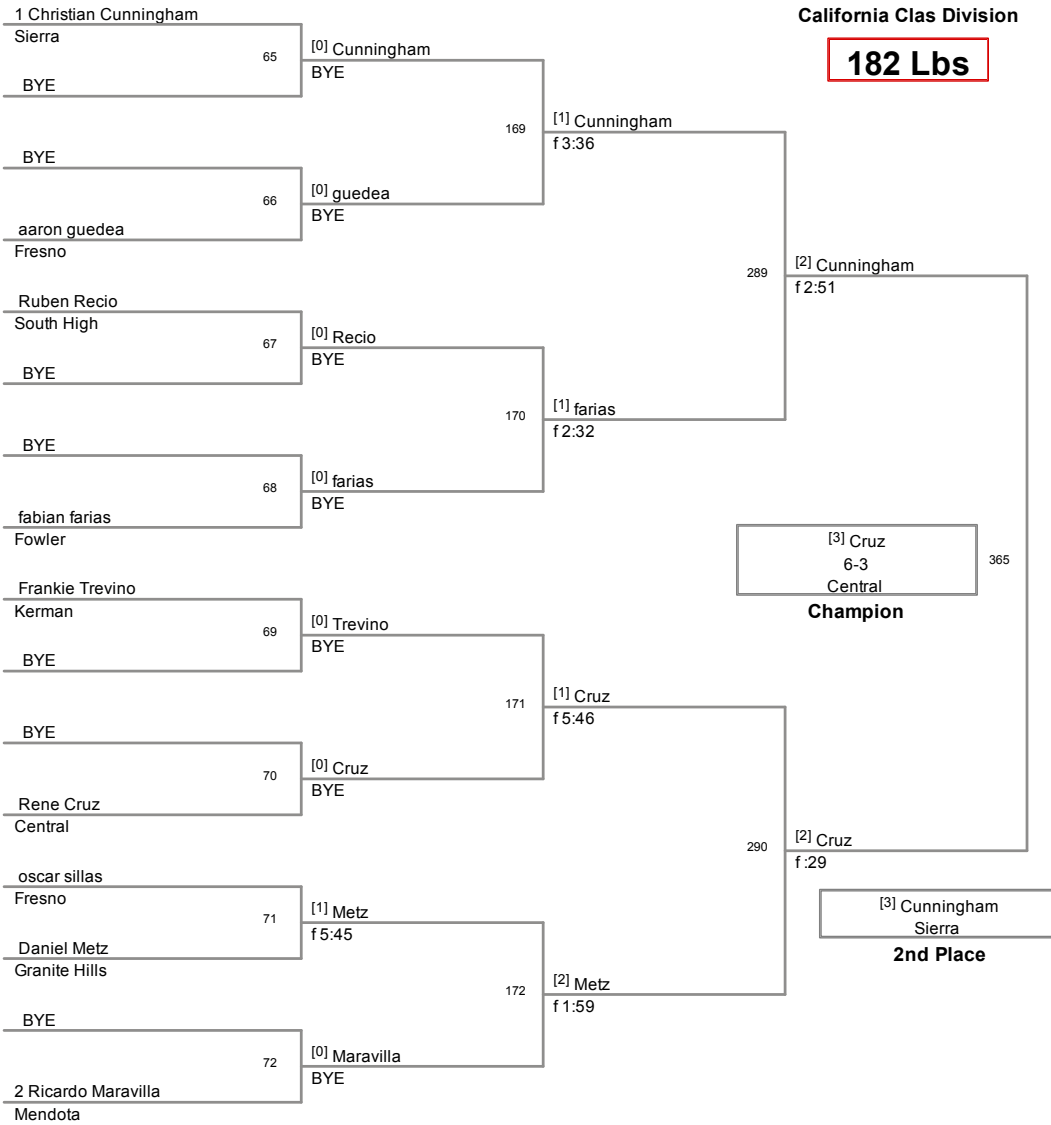 California Clas Division
182 Lbs
1 Christian Cunningham
Sierra
65
BYE
[0] Cunningham
BYE
169
BYE
66
aaron guedea
Fresno
[0] guedea
BYE
[1] Cunningham
f 3:36
289
Ruben Recio
South High
67
BYE
[0] Recio
BYE
170
BYE
68
fabian farias
Fowler
[0] farias
BYE
[1] farias
f 2:32
[2] Cunningham
f 2:51
365
[3] Cruz
6-3
Central
Champion
Frankie Trevino
Kerman
69
BYE
[0] Trevino
BYE
171
BYE
70
Rene Cruz
Central
[0] Cruz
BYE
[1] Cruz
f 5:46
290
oscar sillas
Fresno
71
Daniel Metz
Granite Hills
[1] Metz
f 5:45
172
BYE
72
2 Ricardo Maravilla
Mendota
[0] Maravilla
BYE
[2] Metz
f 1:59
[2] Cruz
f :29
[3] Cunningham
Sierra
2nd Place